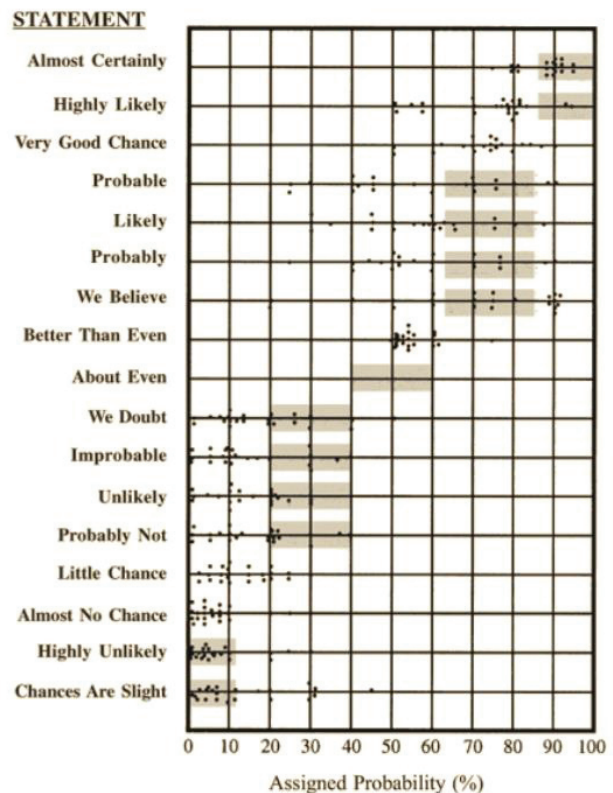 STATEMENT
Almost Certainly
Highly Likely
Very Good Chance
Probable
Likely
Probably
We Believe
Better Than Even
About Even
We Doubt
Improbable
Unlikely
Probably Not
Little Chance
Almost No Chance
Highly Unlikely
Chances Are Slight
0 10 20 30 40 50 60 70 80 90 100
Assigned Probability (%)